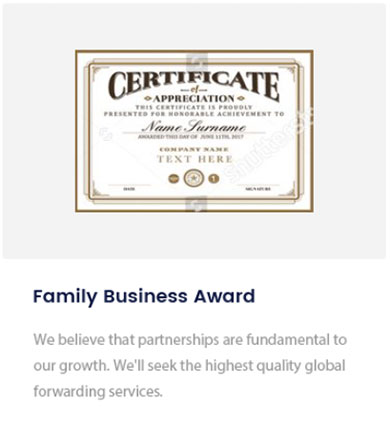 CERTIFICATE
of
APPRECIATION
THIS CERTIFICATE IS PROUDLY
PRESENTED FOR HONORABLE ACHIEVEMENT TO
Name Surname
AWARDED THIS DAY OF JUNE 11TH, 2017
COMPANY NAME
TEXT HERE
DATE
SIGNATURE
Family Business Award
We believe that partnerships are fundamental to
our growth. We'll seek the highest quality global
forwarding services.